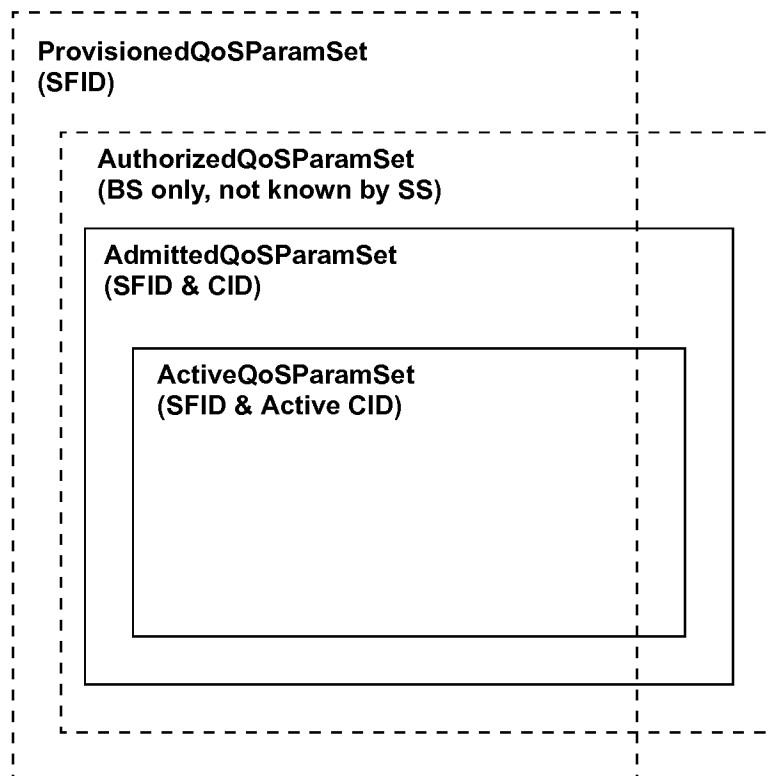 ProvisionedQoSParamSet
(SFID)
AuthorizedQoSParamSet
(BS only, not known by SS)
AdmittedQoSParamSet
(SFID & CID)
ActiveQoSParamSet
(SFID & Active CID)